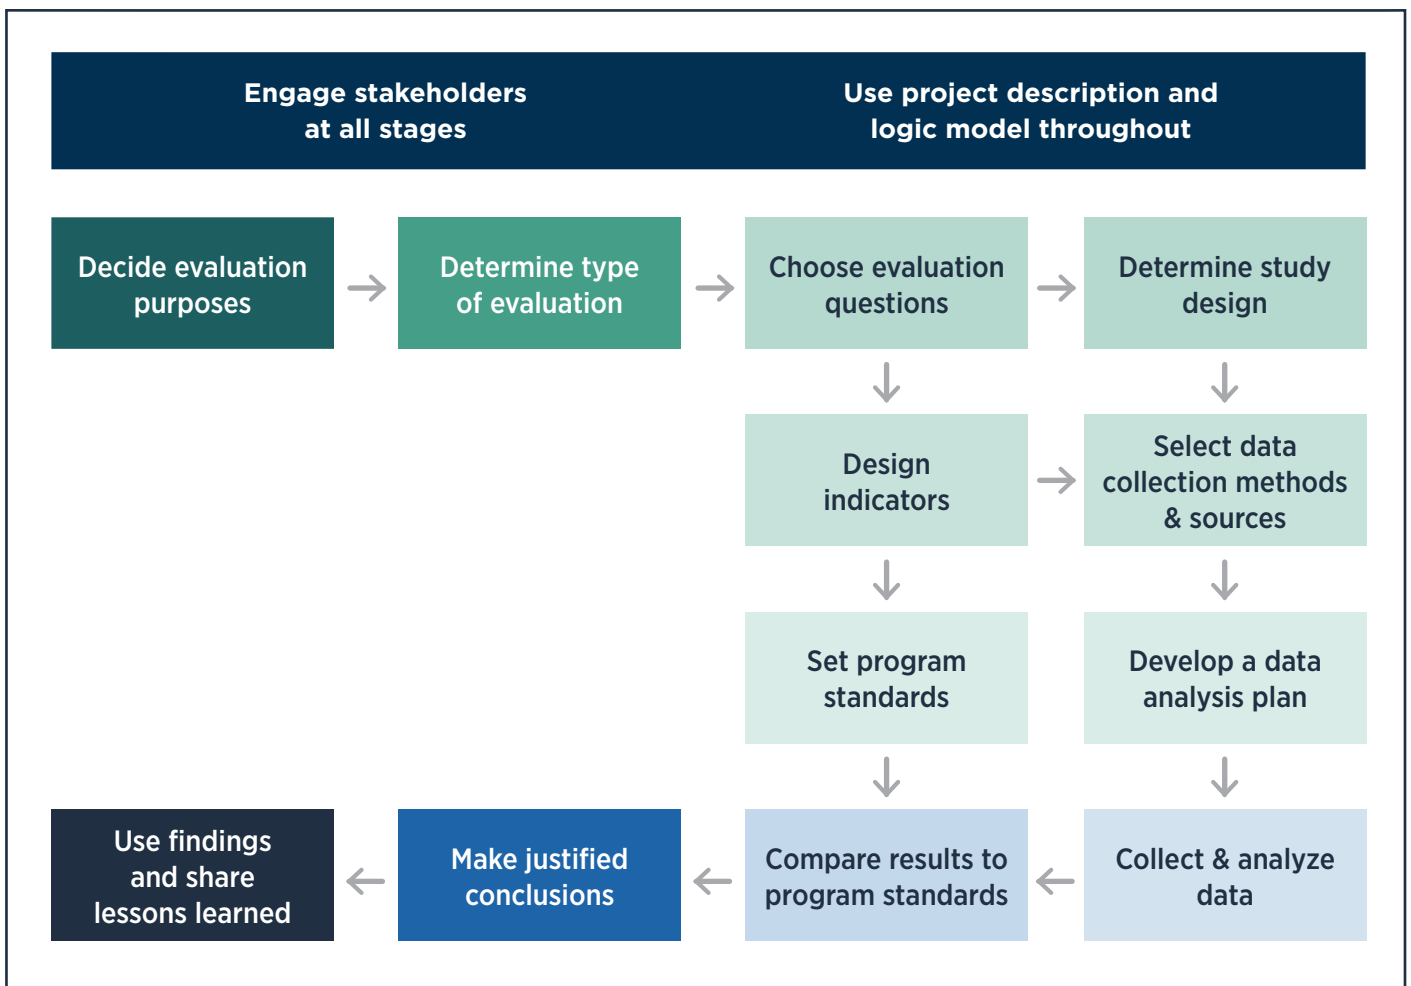 Engage stakeholders
at all stages
Use project description and
logic model throughout
Decide evaluation
purposes
Determine type
of evaluation
Choose evaluation
questions
Determine study
design
Design
indicators
Select data
collection methods
& sources
Set program
standards
Develop a data
analysis plan
Use findings
and share
lessons learned
Make justified
conclusions
Compare results to
program standards
Collect & analyze
data